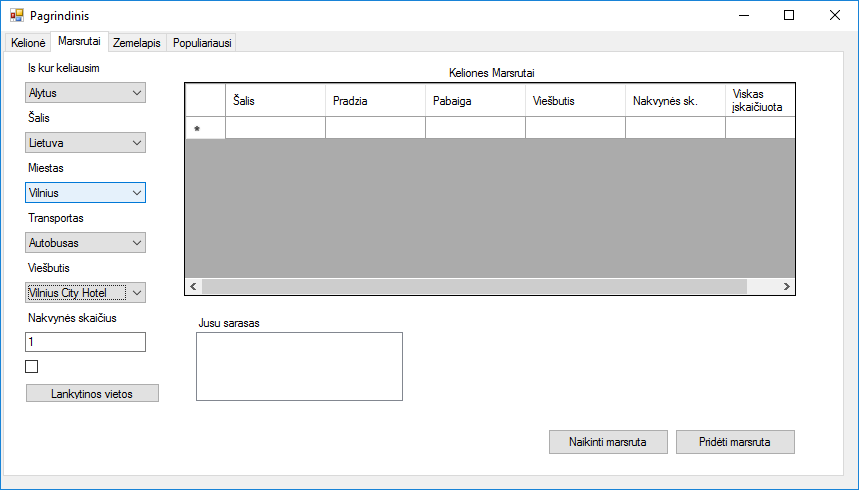 Pagrindinis
Kelionė Marsrutai Zemelapis Populiariausi
Is kur keliausim
Alytus
Šalis
Lietuva
Miestas
Vilnius
Transportas
Autobusas
Viešbutis
Vilnius City Hotel
Nakvynės skaičius
1
Lankytinos vietos
Keliones Marsrutai
Šalis Pradzia Pabaiga Viešbutis Nakvynės sk. Viskas
įskaičiuota
*
Jusu sarasas
Naikinti marsruta Pridėti marsruta